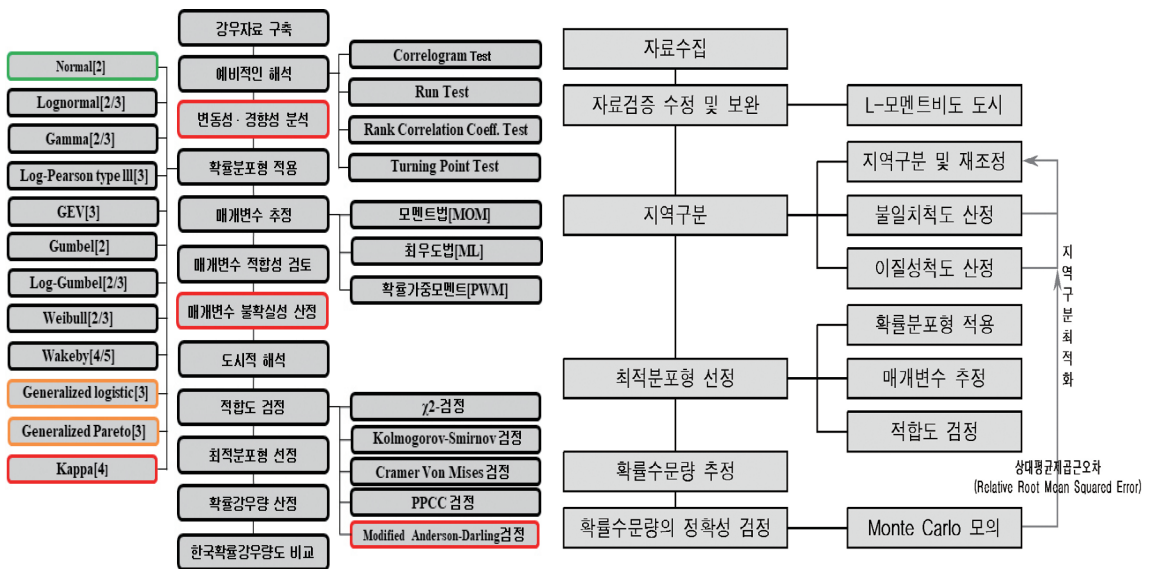 Normal[2]
Lognormal[2/3]
Gamma[2/3]
Log-Pearson type lll[3]
GEV[3]
Gumbel[2]
Log-Gumbel[2/3]
Weibull[2/3]
Wakeby[4/5]
Generalized logistic[3]
Generalized Pareto[3]
Kappa[4]
강우자료 구축
예비적인 해석
변동성·경향성 분석
확률분포형 적용
매개변수 추정
매개변수 적합성 검토
매개변수 불확실성 산정
도시적 해석
적합도 검정
최적분포형 선정
확률강우량 산정
한국확률강우량도 비교
Correlogram Test
Run Test
Rank Correlation Coeff. Test
Turning Point Test
모멘트법[MOM]
최우도법[ML]
확률가중모멘트[PWM]
χ2-검정
Kolmogorov-Smirnov 검정
Cramer Von Mises 검정
PPCC 검정
Modified Anderson-Darling검정
자료수집
자료검증 수정 및 보완
지역구분
최적분포형 선정
확률수문량 추정
확률수문량의 정확성 검정
L-모멘트비도 도시
지역구분 및 재조정
불일치척도 산정
이질성척도 산정
확률분포형 적용
매개변수 추정
적합도 검정
상대평균제곱근오차
(Relative Root Mean Squared Error)
Monte Carlo 모의
지역구분최적화